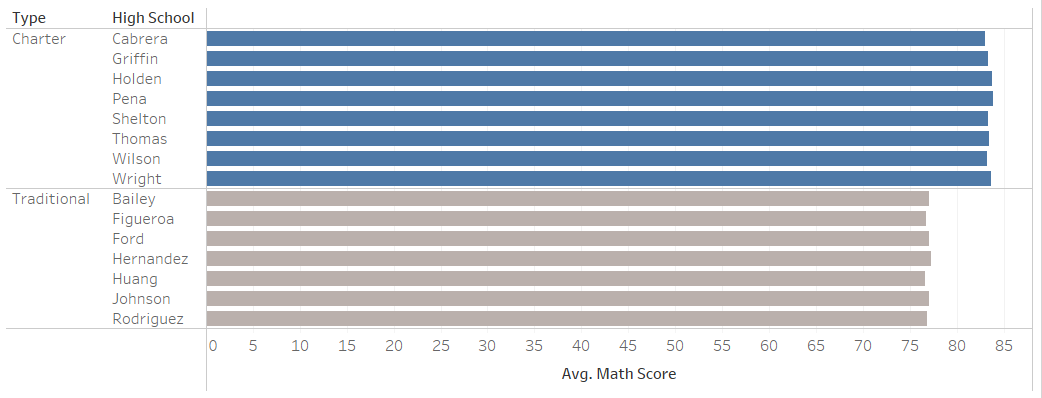 Type High School
Charter Cabrera
Griffin
Holden
Pena
Shelton
Thomas
Wilson
Wright
Traditional Bailey
Figueroa
Ford
Hernandez
Huang
Johnson
Rodriguez
0 5 10 15 20 25 30 35 40 45 50 55 60 65 70 75 80 85
Avg. Math Score